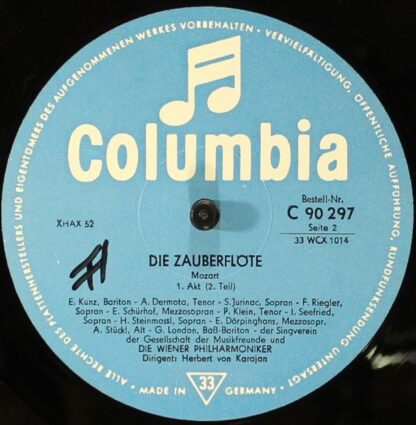 ALLE RECHTE DES PLATTENHERSTELLERS UND EIGENTÜMERS DES AUFGENOMMENEN WERKES VORBEHALTEN • VERVIELFÄLTIGUNG, ÖFFENTLICHE AUFFÜHRUNG, RUNDFUNKSENDUNG UNTERSAGT •
Columbia
Bestell-Nr.
C 90 297
XHAX 52
Seite 2
33 WCX 1014
DIE ZAUBERFLÖTE
Mozart
1. Akt (2. Teil)
E. Kunz, Bariton - A. Dermota, Tenor - S. Jurinac, Sopran - F. Riegler,
Sopran - E. Schürhof, Mezzosopran - P. Klein, Tenor - I. Seefried,
Sopran - H. Steinmassl, Sopran - E. Dörpinghans, Mezzosopr.
A. Stückl, Alt - G. London, Baß-Bariton - der Singverein
der Gesellschaft der Musikfreunde und
DIE WIENER PHILHARMONIKER
Dirigent: Herbert von Karajan
MADE IN 33 GERMANY